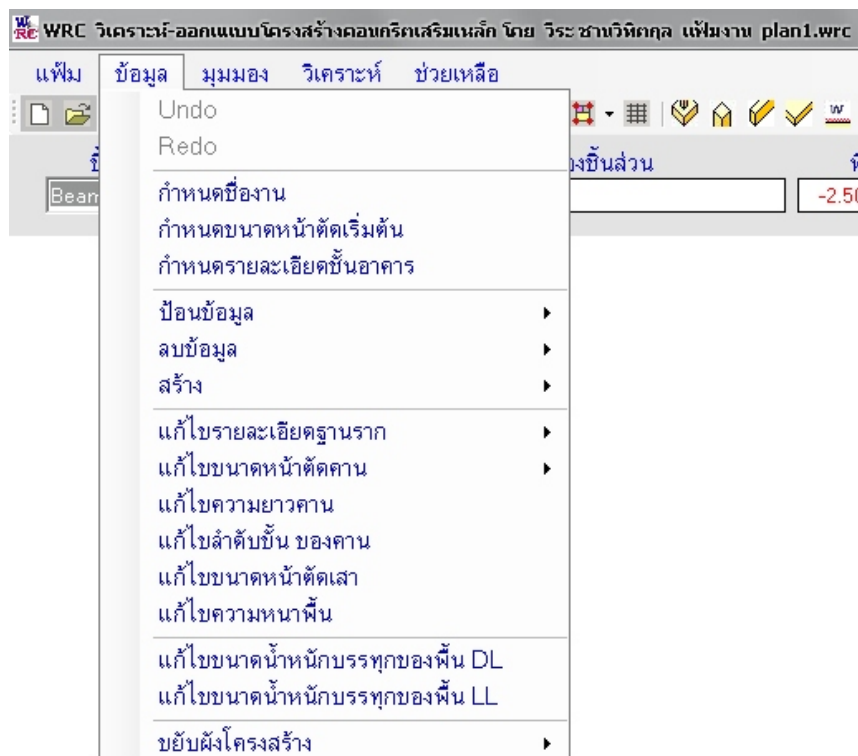 WRC วิเคราะห์-ออกแบบโครงสร้างคอนกรีตเสริมเหล็ก โดย วีระ ชานวิทิตกุล แฟ้มงาน plan1.wrc
แฟ้ม ข้อมูล มุมมอง วิเคราะห์ ช่วยเหลือ
Undo
Redo
กำหนดชื่องาน
กำหนดขนาดหน้าตัดเริ่มต้น
กำหนดรายละเอียดชั้นอาคาร
ป้อนข้อมูล
ลบข้อมูล
สร้าง
แก้ไขรายละเอียดฐานราก
แก้ไขขนาดหน้าตัดคาน
แก้ไขความยาวคาน
แก้ไขลำดับชั้น ของคาน
แก้ไขขนาดหน้าตัดเสา
แก้ไขความหนาพื้น
แก้ไขขนาดน้ำหนักบรรทุกของพื้น DL
แก้ไขขนาดน้ำหนักบรรทุกของพื้น LL
ขยับผังโครงสร้าง
องชิ้นส่วน
Beam
-2.50